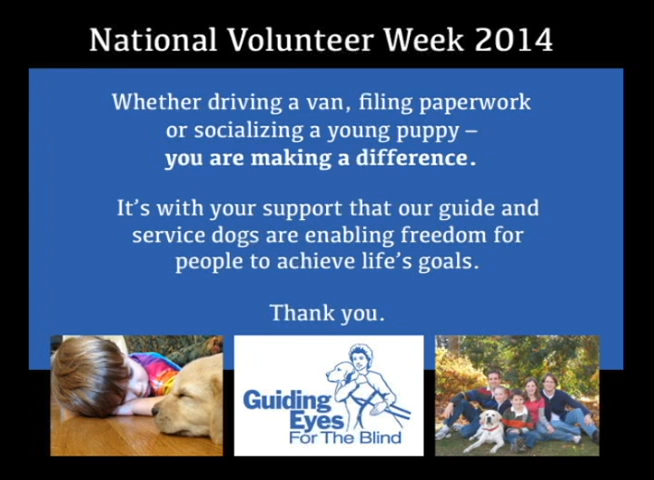 National Volunteer Week 2014
Whether driving a van, filing paperwork
or socializing a young puppy –
you are making a difference.
It's with your support that our guide and
service dogs are enabling freedom for
people to achieve life's goals.
Thank you.
Guiding
Eyes
For The Blind